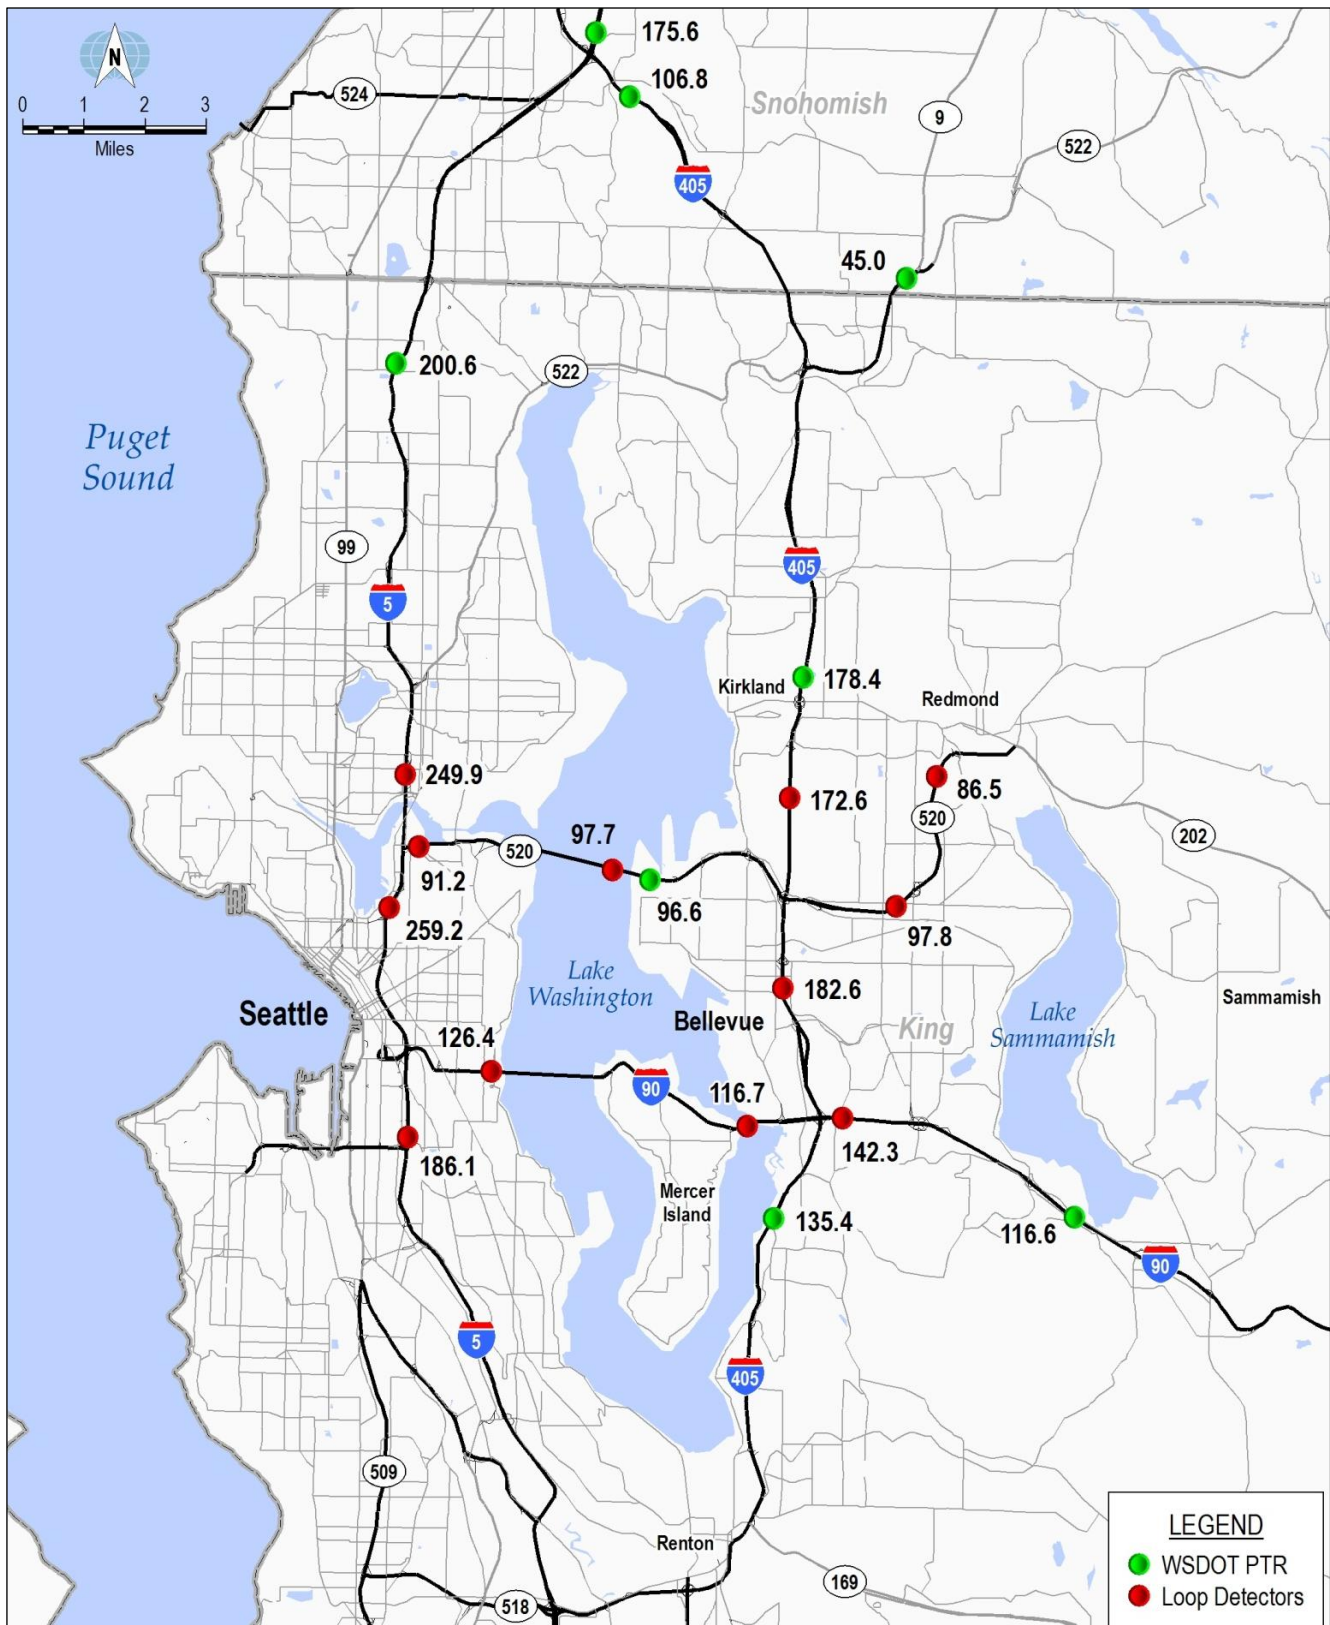 175.6
N
106.8
0 1 2 3
Miles
524
Snohomish
9
522
405
45.0
200.6
522
Puget
Sound
99
405
5
178.4
Kirkland
Redmond
249.9
172.6
86.5
520
202
97.7
520
91.2
96.6
259.2
97.8
Lake
Washington
182.6
Sammamish
Seattle
Bellevue
King
Lake
Sammamish
126.4
90
116.7
142.3
186.1
Mercer
Island
135.4
116.6
90
5
405
509
Renton
169
518
LEGEND
WSDOT PTR
Loop Detectors